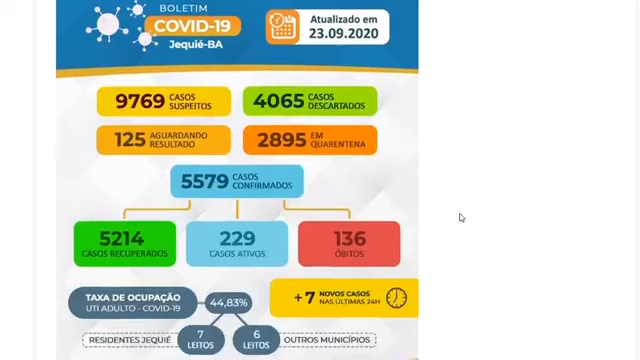 BOLETIM
COVID-19
Jequié-BA
Atualizado em
23.09.2020
9769 CASOS SUSPEITOS
4065 CASOS DESCARTADOS
125 AGUARDANDO RESULTADO
2895 EM QUARENTENA
5579 CASOS CONFIRMADOS
5214
CASOS RECUPERADOS
229
CASOS ATIVOS
136
ÓBITOS
TAXA DE OCUPAÇÃO
UTI ADULTO - COVID-19
44,83%
+ 7 NOVOS CASOS NAS ÚLTIMAS 24H
RESIDENTES JEQUIÉ
7
LEITOS
6
LEITOS
OUTROS MUNICÍPIOS